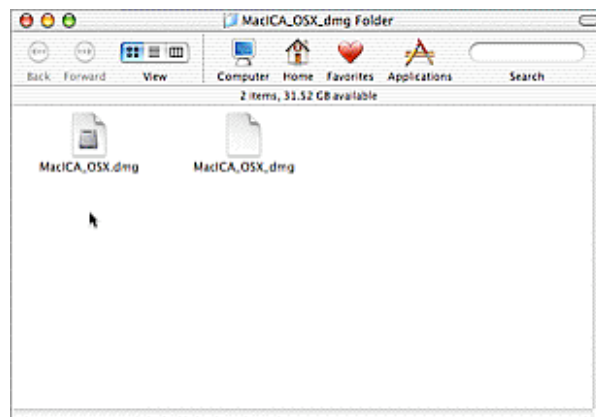 MacICA_OSX_dmg Folder
Back Forward View Computer Home Favorites Applications Search
2 items, 31.52 GB available
MacICA_OSX.dmg MacICA_OSX_dmg